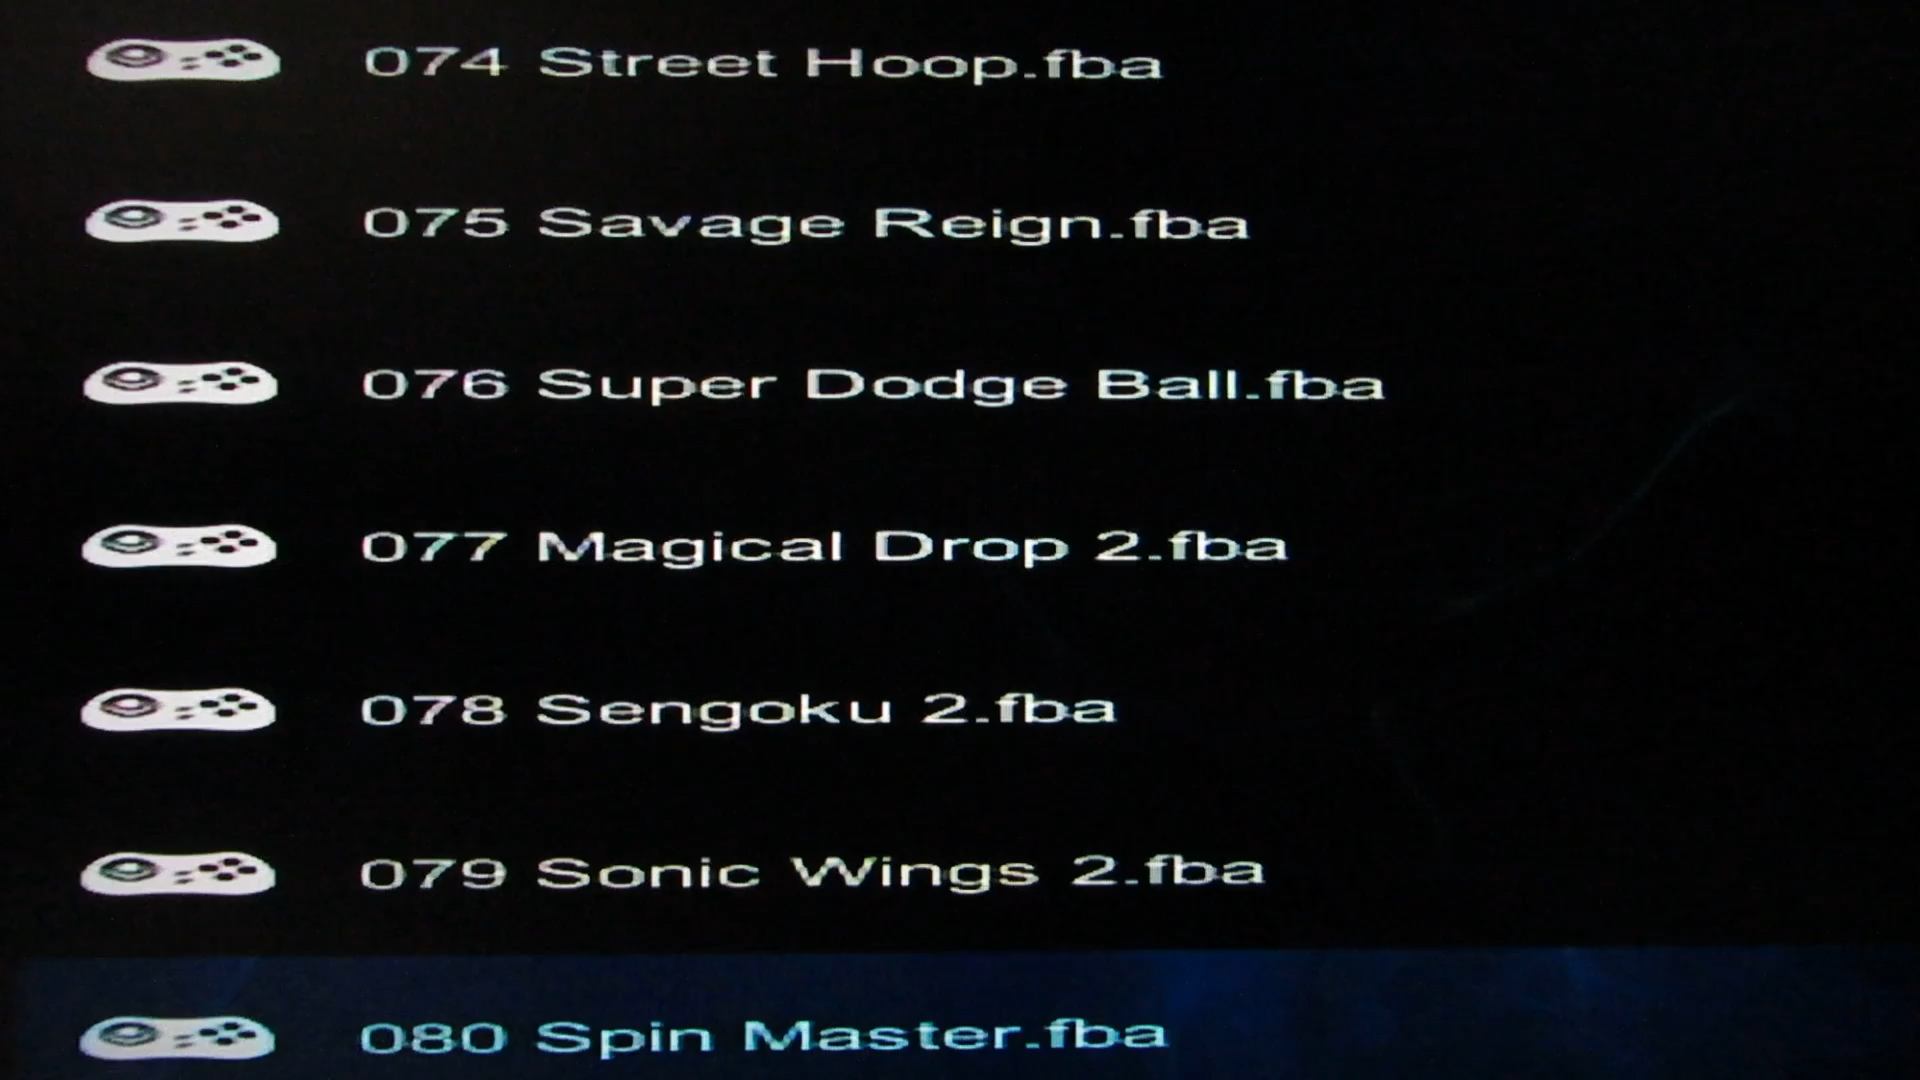 074 Street Hoop.fba
075 Savage Reign.fba
076 Super Dodge Ball.fba
077 Magical Drop 2.fba
078 Sengoku 2.fba
079 Sonic Wings 2.fba
080 Spin Master.fba